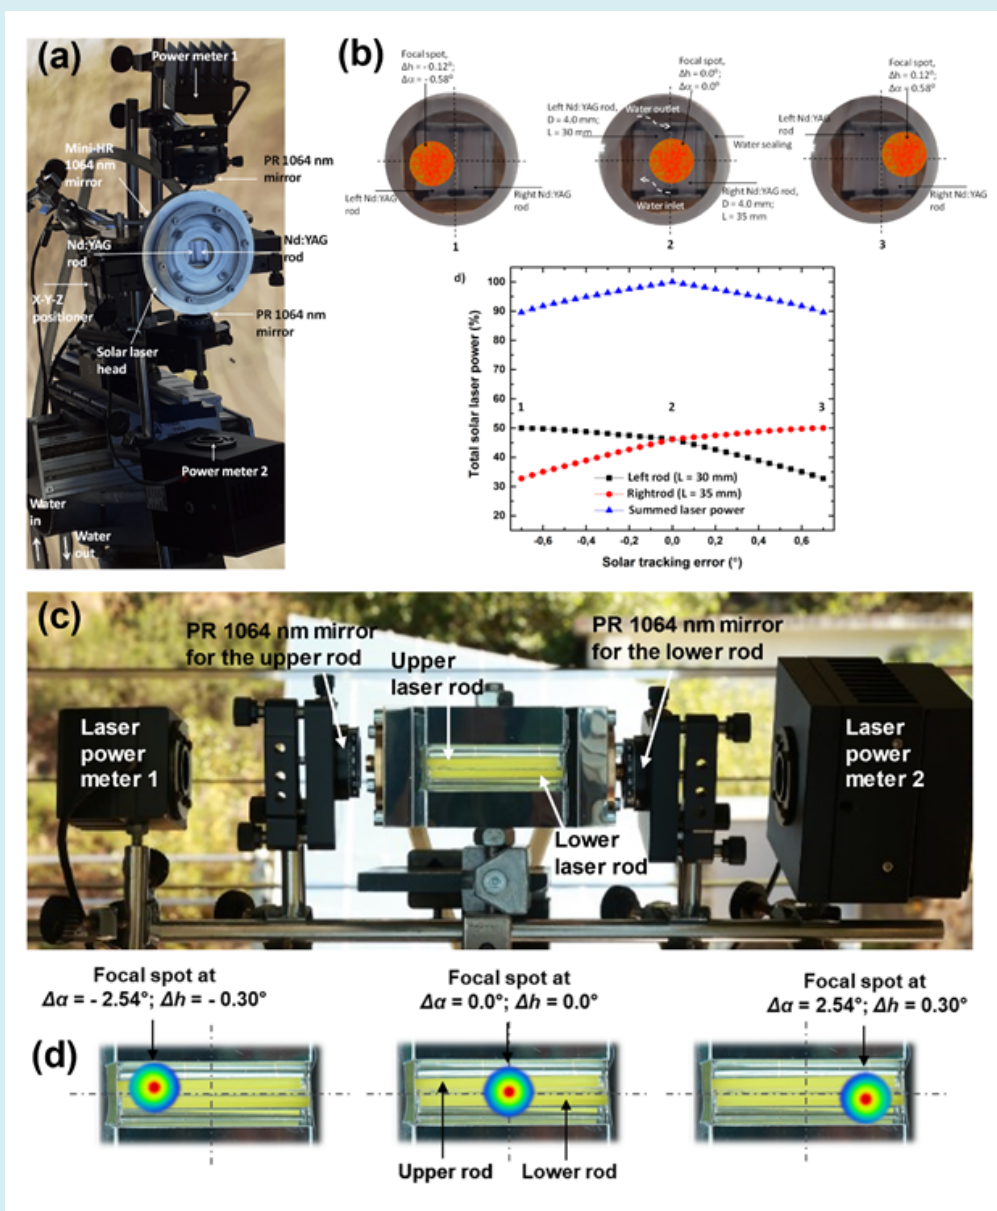 (a)
Power meter 1
Mini-HR
1064 nm
mirror
PR 1064 nm
mirror
Nd:YAG
rod
Nd:YAG
rod
X-Y-Z
positioner
PR 1064 nm
mirror
Solar laser
head
Power meter 2
Water
in
Water
out
(b)
Focal spot,
Δh = - 0.12°;
Δα = - 0.58°
Left Nd:YAG
rod
Right Nd:YAG
rod
1
Focal spot,
Δh = 0.0°;
Δα = 0.0°
Left Nd:YAG rod,
D = 4.0 mm;
L = 30 mm
Water outlet
Water sealing
Water inlet
Right Nd:YAG rod,
D = 4.0 mm;
L = 35 mm
2
Focal spot,
Δh = 0.12°;
Δα = 0.58°
Left Nd:YAG
rod
Right Nd:YAG
rod
3
d)
Total solar laser power (%)
100
90
80
70
60
50
40
30
20
1
2
3
Left rod (L = 30 mm)
Rightrod (L = 35 mm)
Summed laser power
-0,6 -0,4 -0,2 0,0 0,2 0,4 0,6
Solar tracking error (°)
(c)
PR 1064 nm mirror
for the upper rod
Upper
laser rod
PR 1064 nm mirror
for the lower rod
Laser
power
meter 1
Laser
power
meter 2
Lower
laser rod
(d)
Focal spot at
Δα = - 2.54°; Δh = - 0.30°
Focal spot at
Δα = 0.0°; Δh = 0.0°
Focal spot at
Δα = 2.54°; Δh = 0.30°
Upper rod
Lower rod